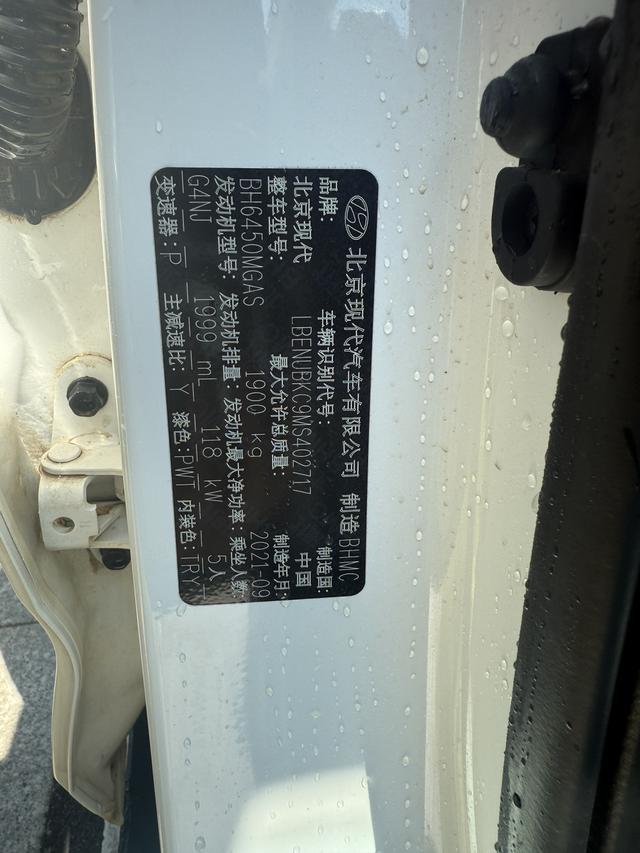 北京现代汽车有限公司 制造 BHMC
品牌: 车辆识别代号: 制造国:
北京现代 LBENUBKC9MS402717 中国
整车型号: 最大允许总质量: 制造年月:
BH6450MGAS 1900 kg 2021-09
发动机型号: 发动机排量: 发动机最大净功率: 乘坐人数:
G4NJ 1999 mL 118 kW 5人
变速器: P 主减速比: Y 漆色: PWT 内装色: TRY